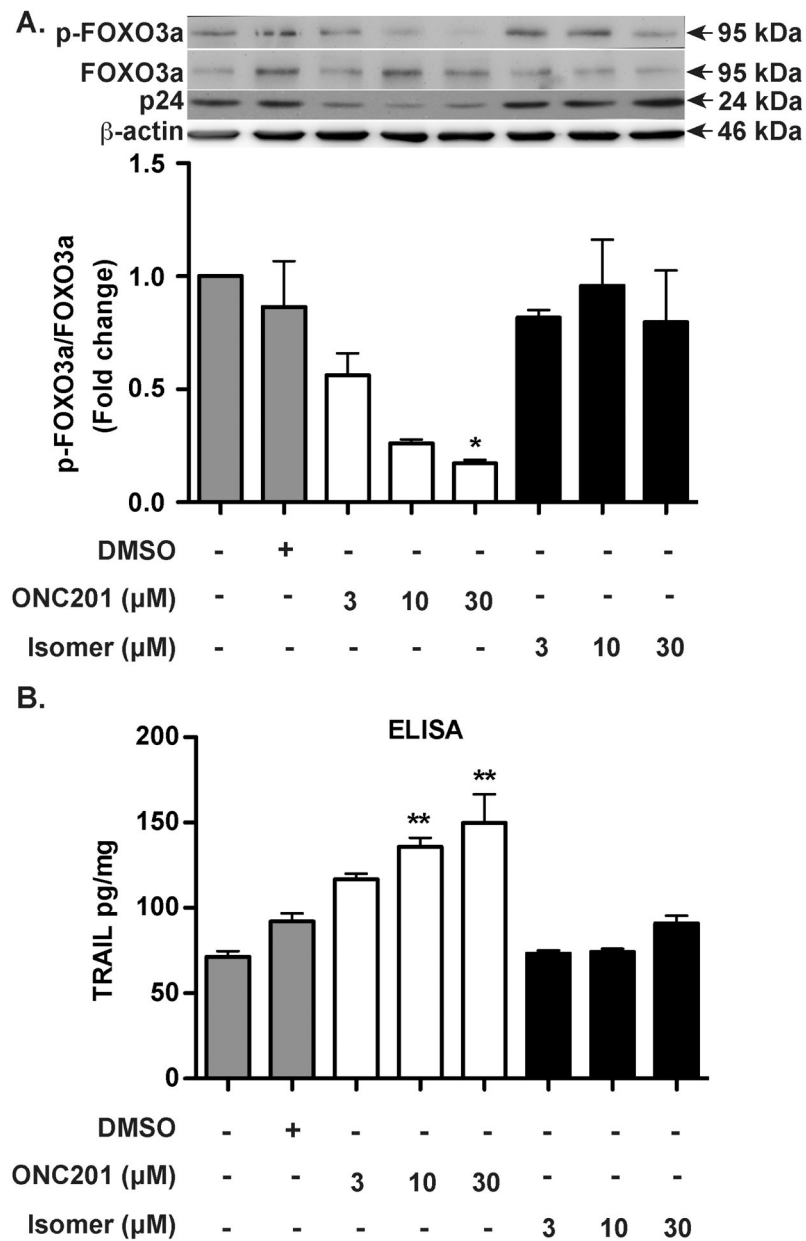 A.
p-FOXO3a 95 kDa
FOXO3a 95 kDa
p24 24 kDa
β-actin 46 kDa
p-FOXO3a/FOXO3a
(Fold change)
1.5
1.0
0.5
0.0
*
DMSO - + - - - - - -
ONC201 (µM) - - 3 10 30 - - -
Isomer (µM) - - - - - 3 10 30
B.
ELISA
TRAIL pg/mg
200
150
100
50
0
** **
DMSO - + - - - - - -
ONC201 (µM) - - 3 10 30 - - -
Isomer (µM) - - - - - 3 10 30